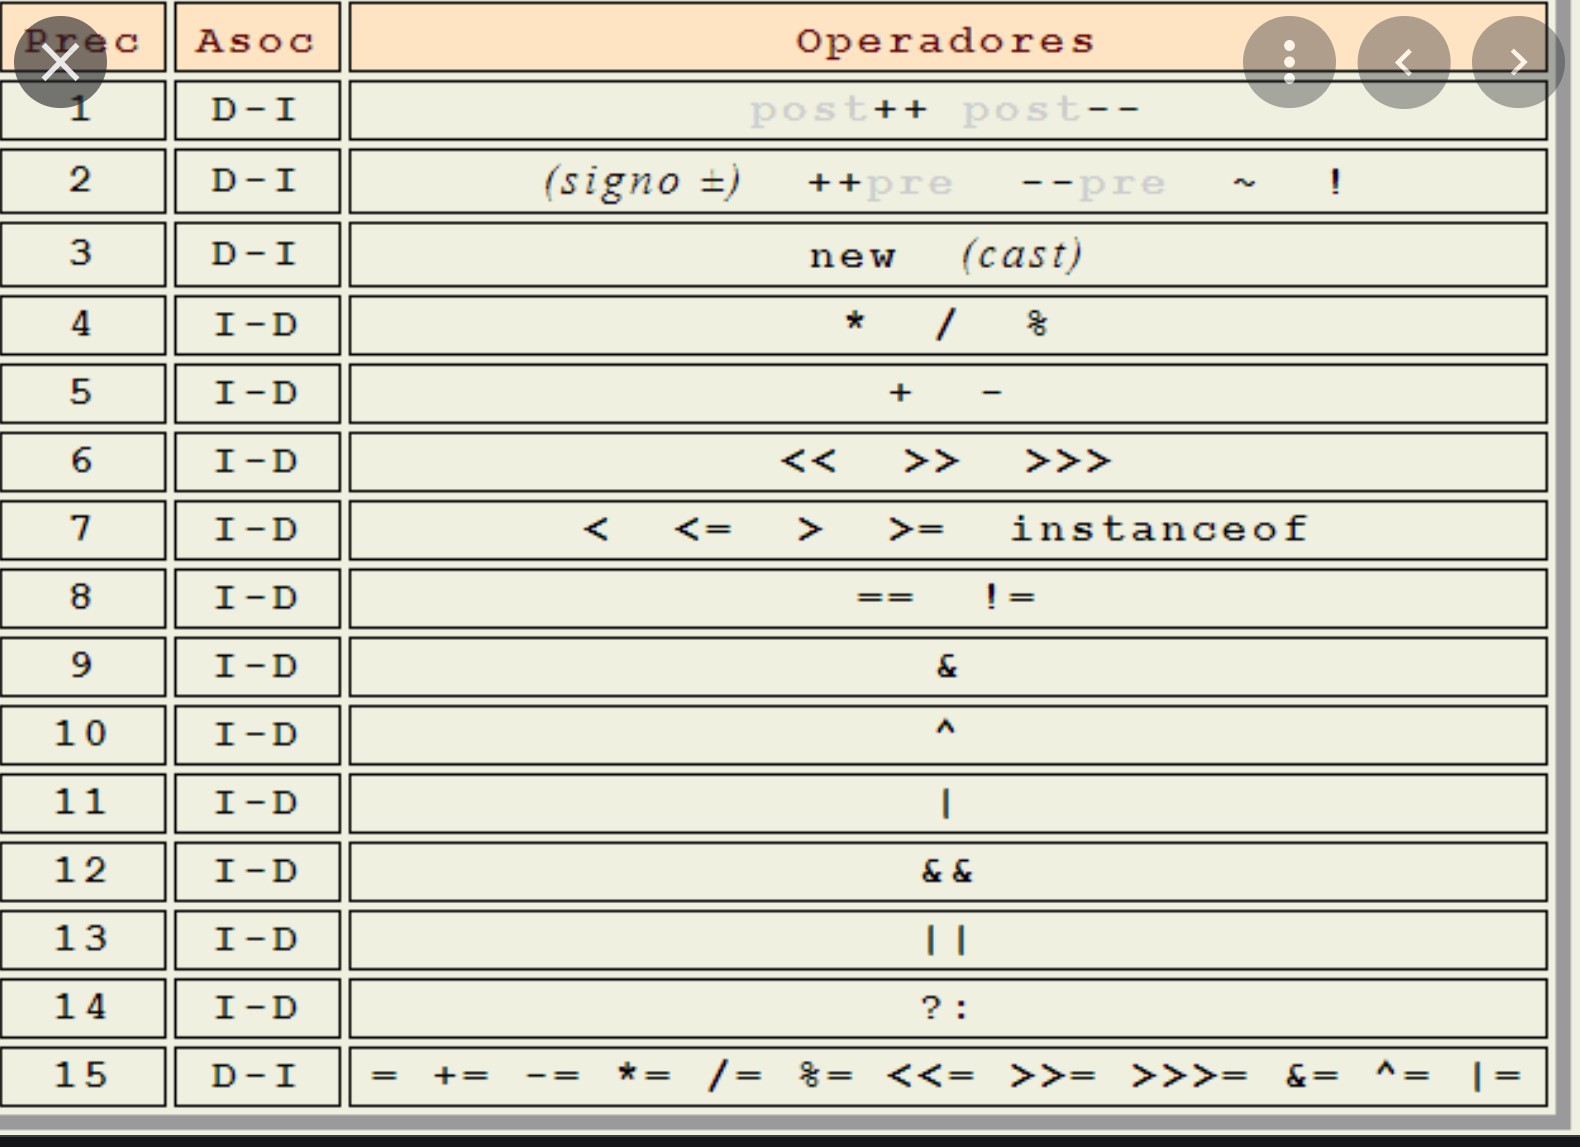 Prec Asoc Operadores
1 D-I post++ post--
2 D-I (signo ±) ++pre --pre ~ !
3 D-I new (cast)
4 I-D * / %
5 I-D + -
6 I-D << >> >>>
7 I-D < <= > >= instanceof
8 I-D == !=
9 I-D &
10 I-D ^
11 I-D |
12 I-D &&
13 I-D ||
14 I-D ?:
15 D-I = += -= *= /= %= <<= >>= >>>= &= ^= |=